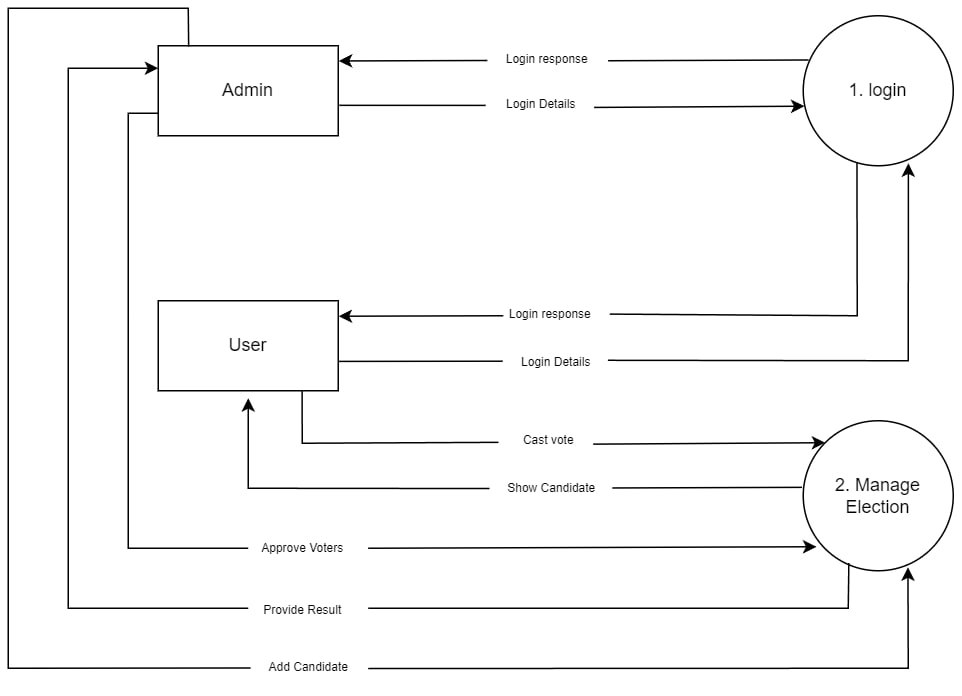 Login response
Admin
1. login
Login Details
Login response
User
Login Details
Cast vote
Show Candidate
2. Manage
Election
Approve Voters
Provide Result
Add Candidate